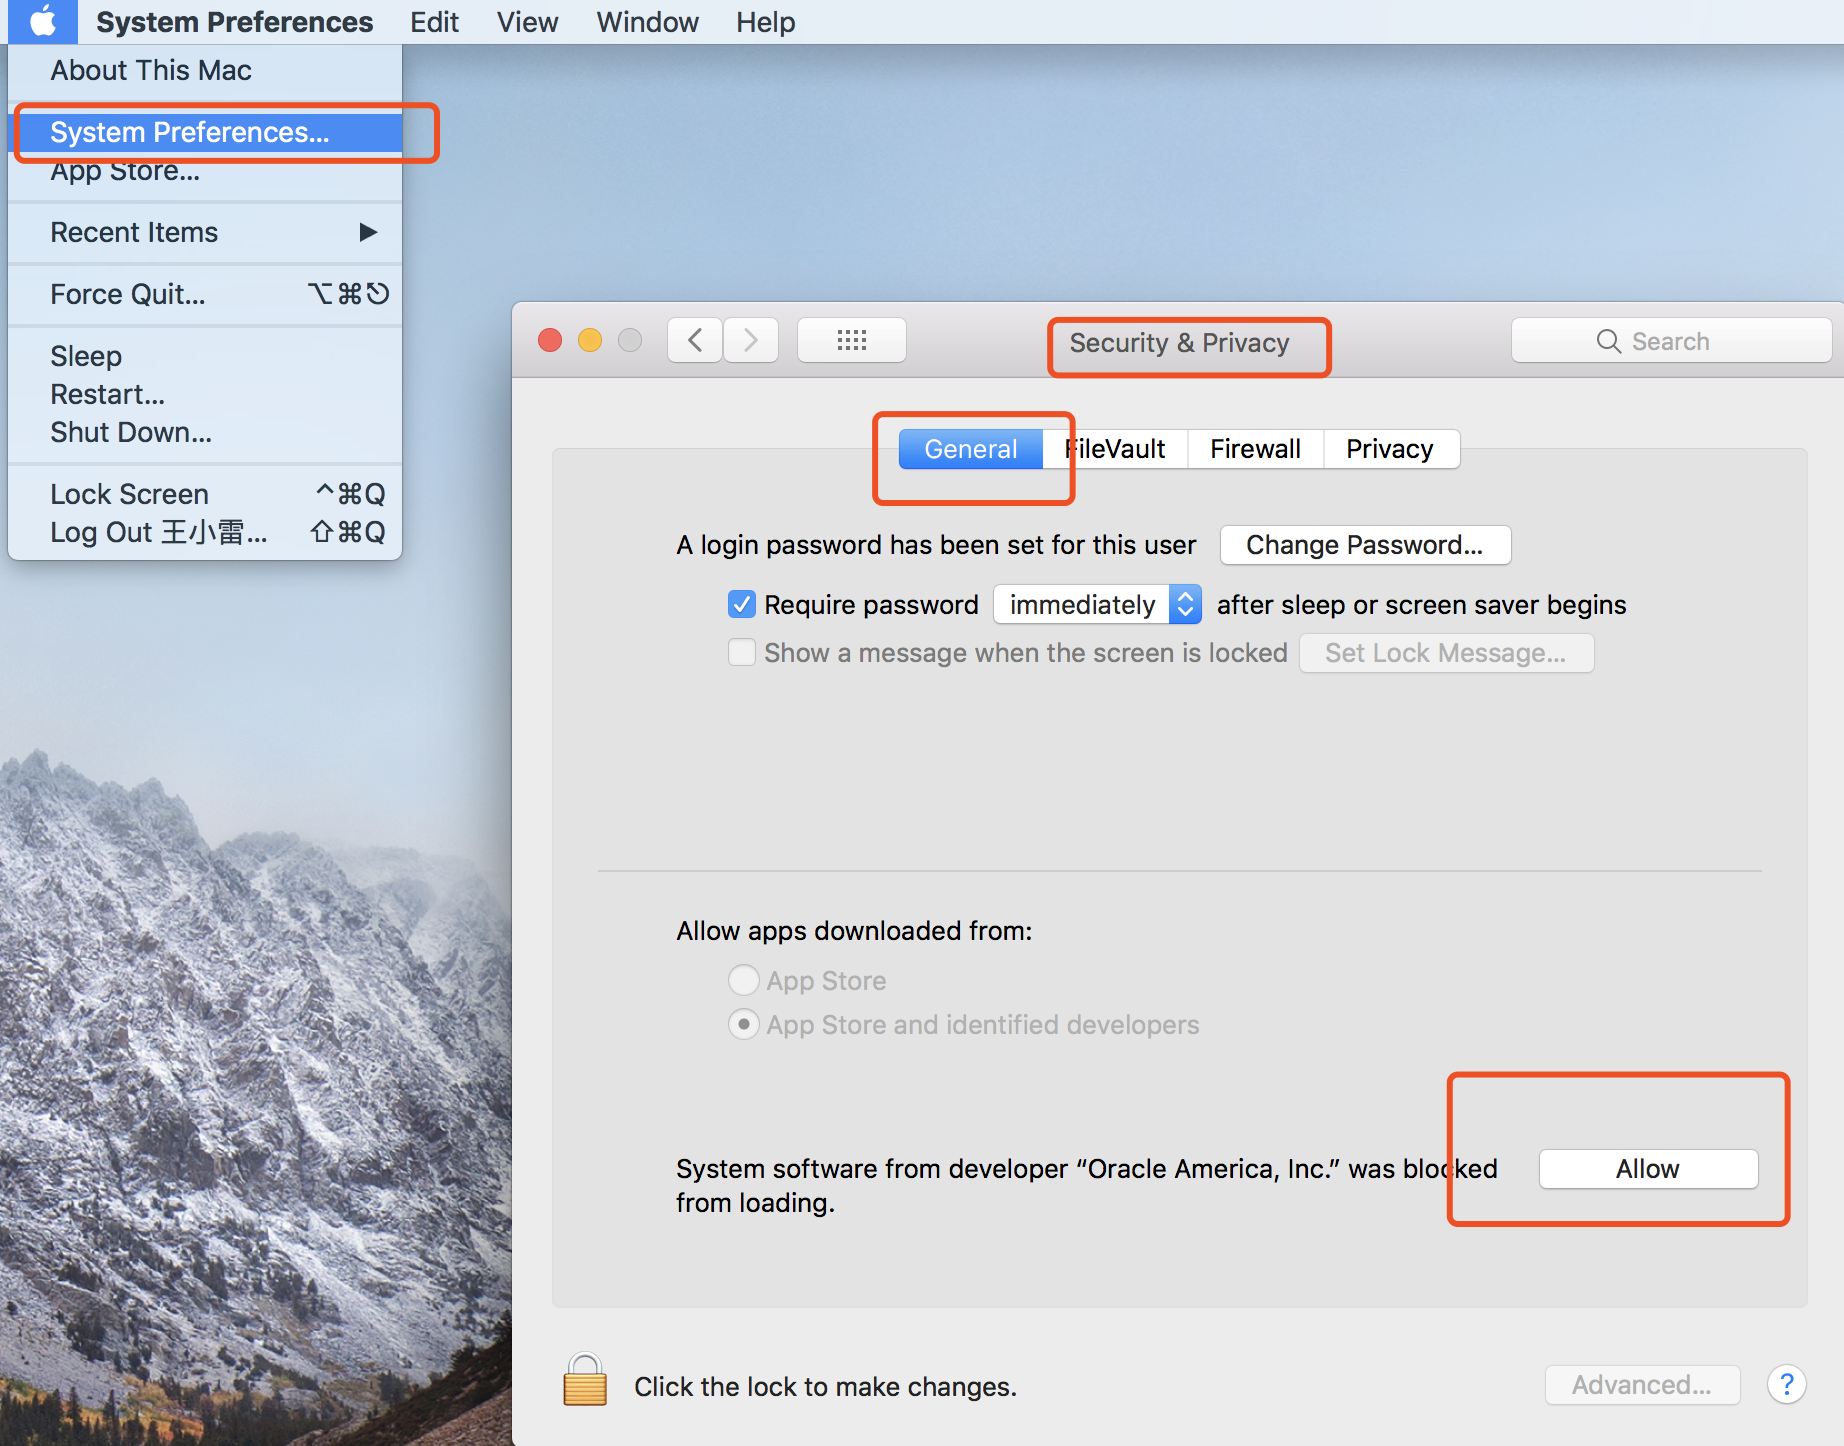 System Preferences Edit View Window Help
About This Mac
System Preferences...
App Store...
Recent Items ▶
Force Quit... ⌥⌘⎋
Sleep
Restart...
Shut Down...
Lock Screen ^⌘Q
Log Out 王小雷... ⇧⌘Q
Security & Privacy
Search
General FileVault Firewall Privacy
A login password has been set for this user Change Password...
Require password immediately after sleep or screen saver begins
Show a message when the screen is locked Set Lock Message...
Allow apps downloaded from:
App Store
App Store and identified developers
System software from developer “Oracle America, Inc.” was blocked Allow
from loading.
Click the lock to make changes.
Advanced... ?